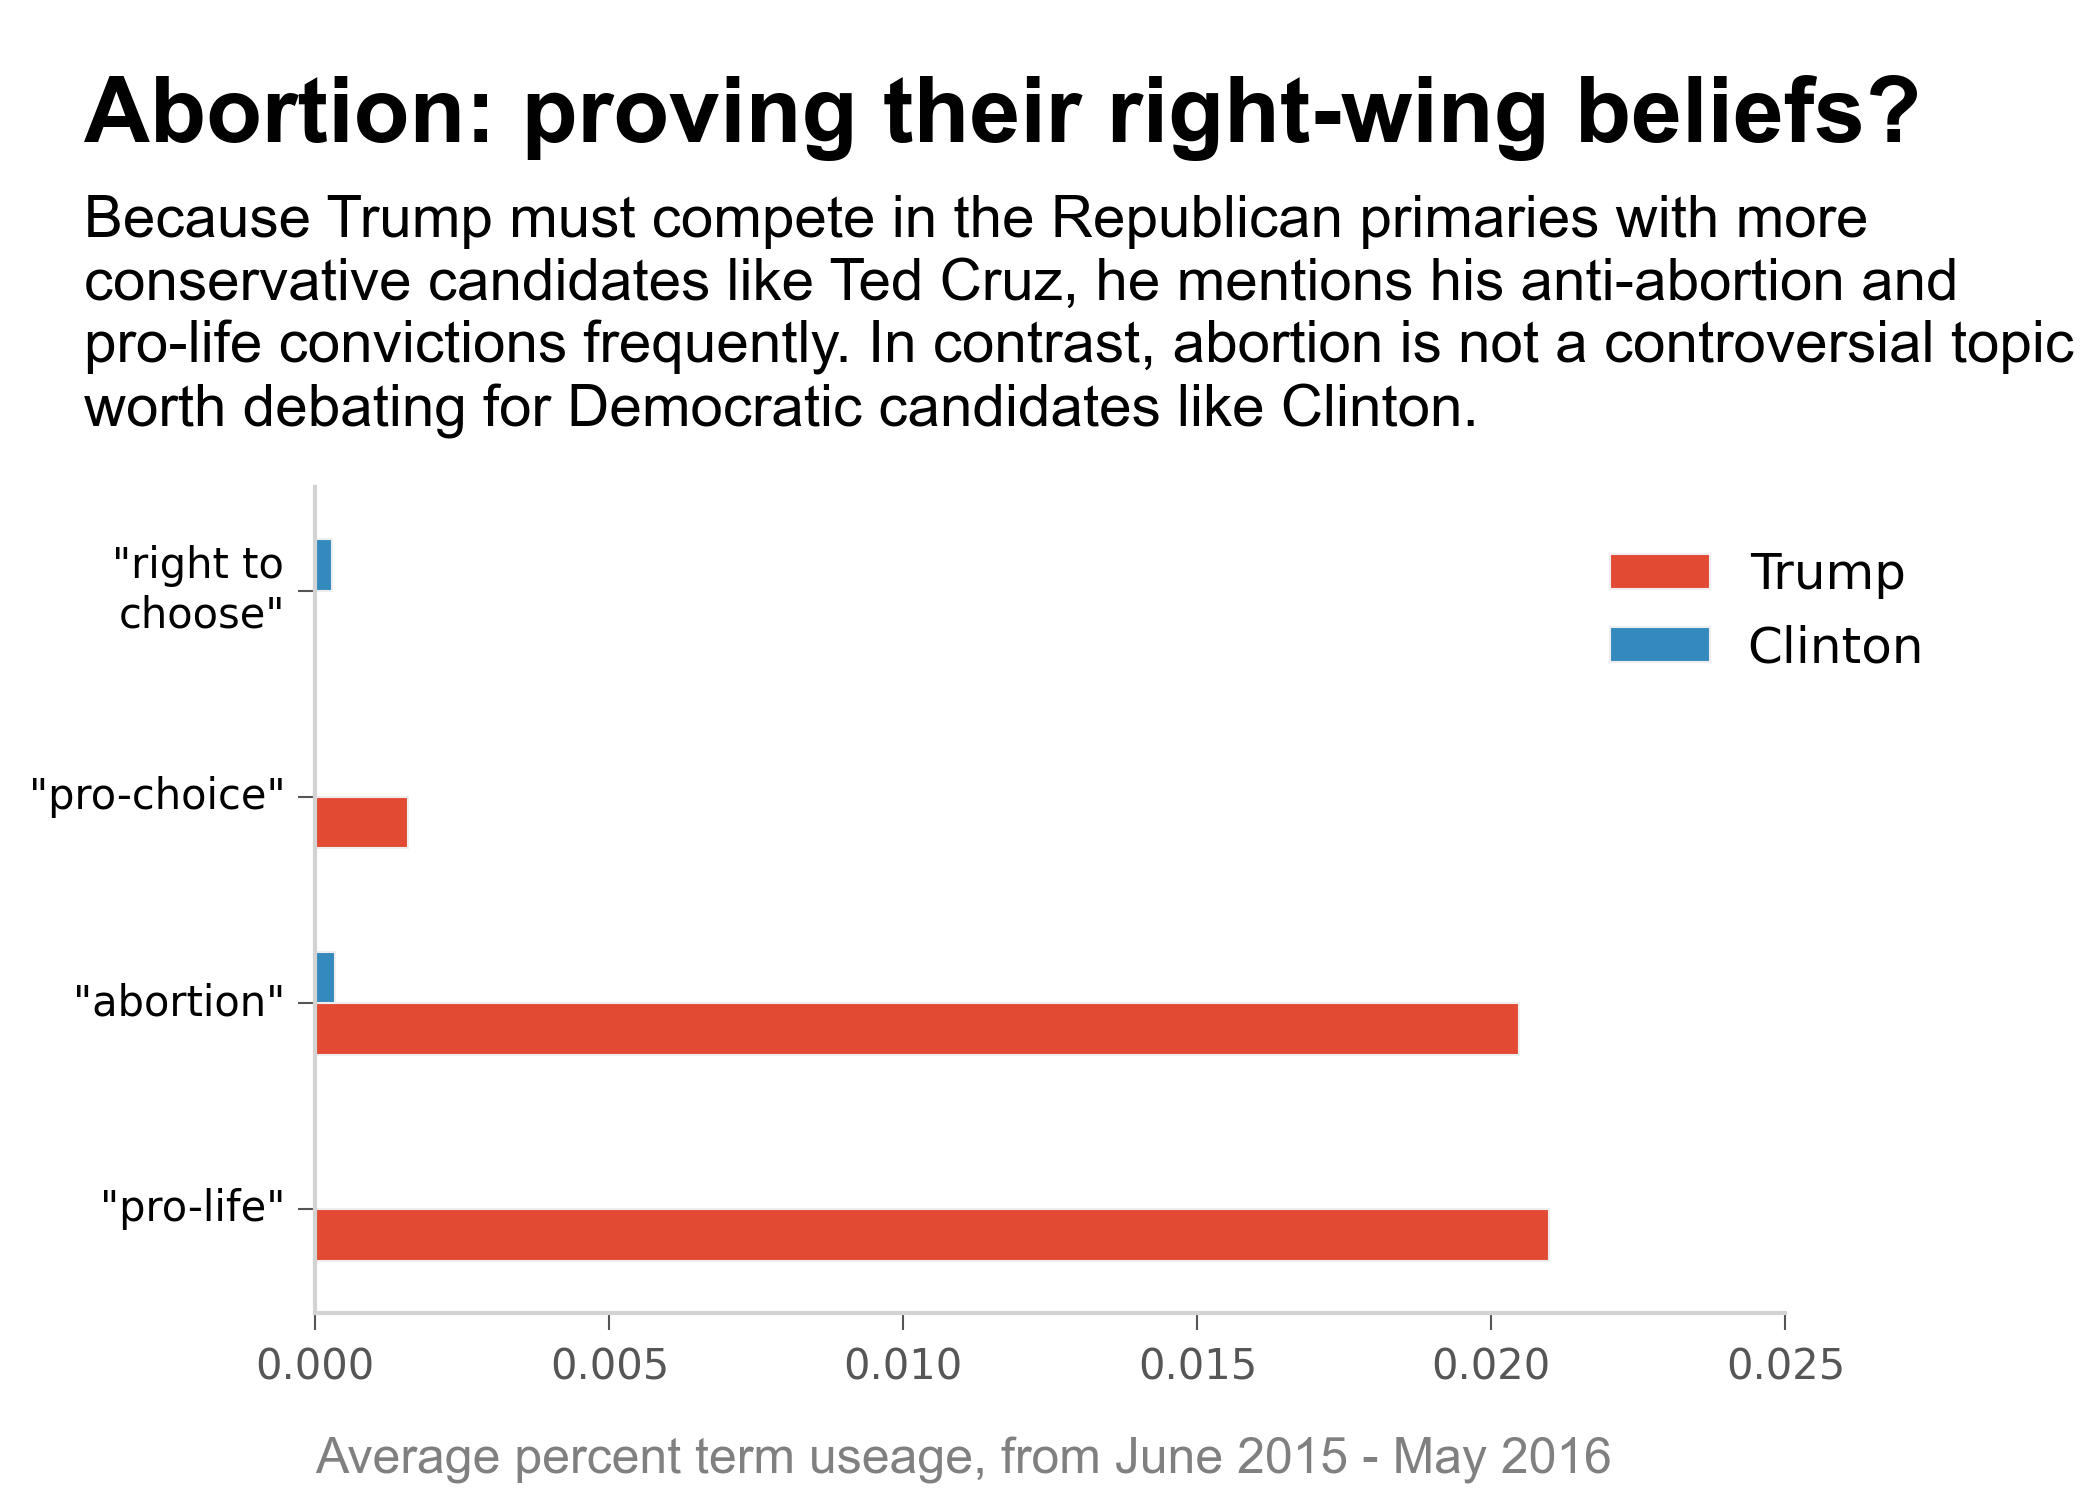 Abortion: proving their right-wing beliefs?
Because Trump must compete in the Republican primaries with more
conservative candidates like Ted Cruz, he mentions his anti-abortion and
pro-life convictions frequently. In contrast, abortion is not a controversial topic
worth debating for Democratic candidates like Clinton.
"right to
choose"
Trump
Clinton
"pro-choice"
"abortion"
"pro-life"
0.000 0.005 0.010 0.015 0.020 0.025
Average percent term useage, from June 2015 - May 2016